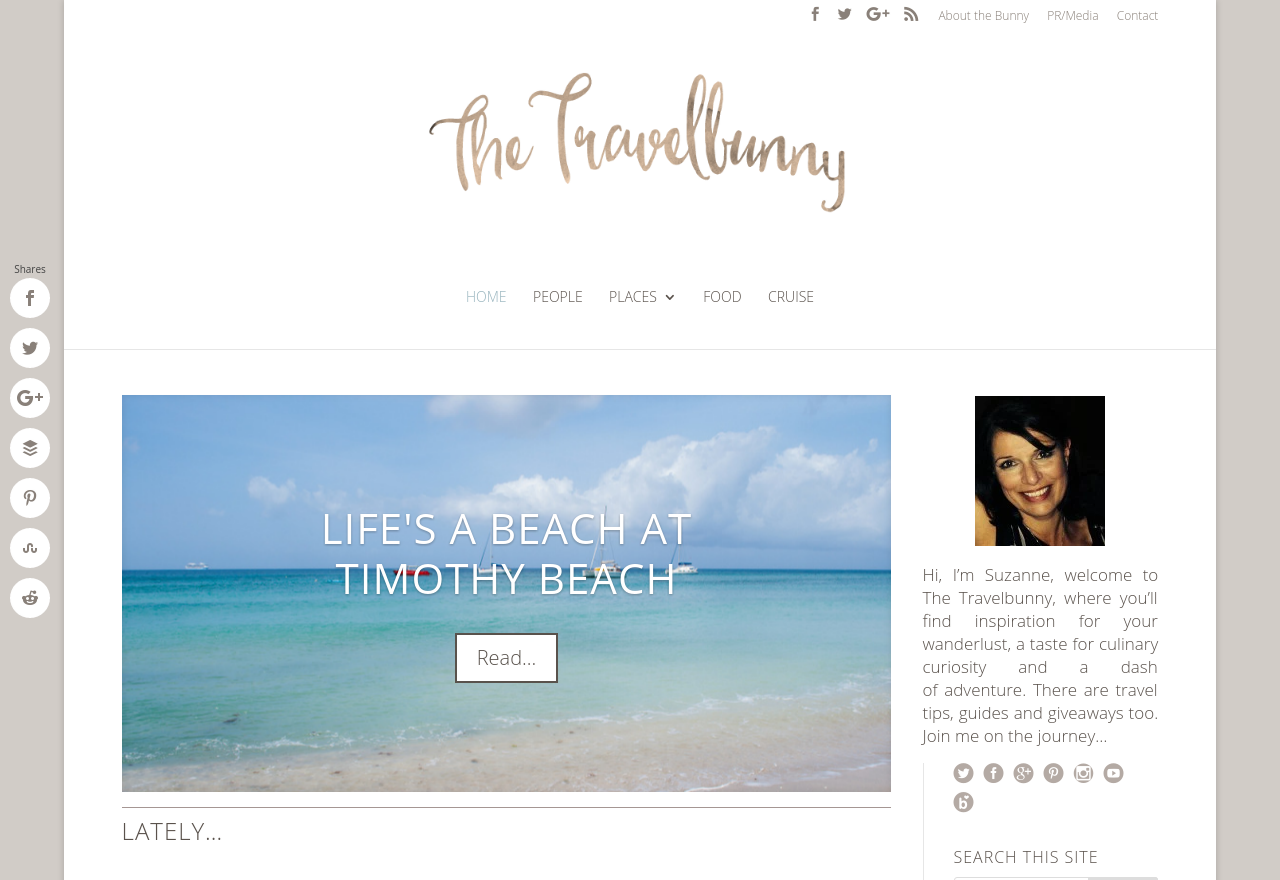 About the Bunny PR/Media Contact
The Travelbunny
Shares
HOME PEOPLE PLACES FOOD CRUISE
LIFE'S A BEACH AT
TIMOTHY BEACH
Read...
Hi, I’m Suzanne, welcome to
The Travelbunny, where you’ll
find inspiration for your
wanderlust, a taste for culinary
curiosity and a dash
of adventure. There are travel
tips, guides and giveaways too.
Join me on the journey...
LATELY...
SEARCH THIS SITE